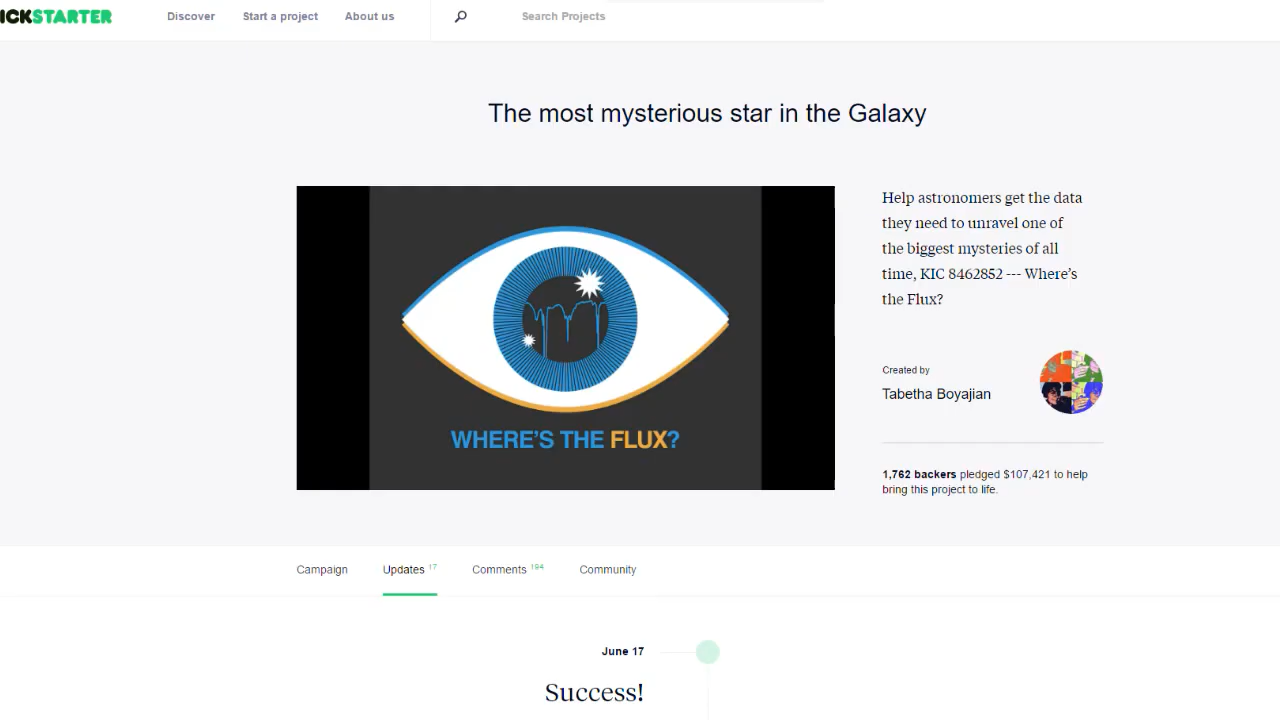 ICKSTARTER
Discover
Start a project
About us
Search Projects
The most mysterious star in the Galaxy
WHERE'S THE FLUX?
Help astronomers get the data
they need to unravel one of
the biggest mysteries of all
time, KIC 8462852 --- Where’s
the Flux?
Created by
Tabetha Boyajian
1,762 backers pledged $107,421 to help
bring this project to life.
Campaign
Updates 17
Comments 194
Community
June 17
Success!